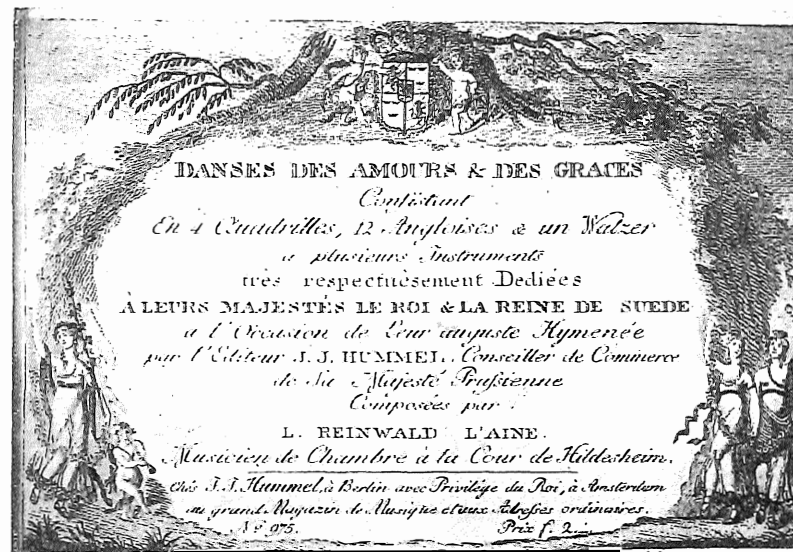 DANSES DES AMOURS & DES GRACES
Consistant
En 4 Quadrilles, 12 Angloises & un Walzer
a plusieurs Instruments
très respectuèsement Dediées
À LEURS MAJESTÉS LE ROI & LA REINE DE SUEDE
a l'Occasion de Leur auguste Hymenée
par l'Editeur J. J. HUMMEL, Conseiller de Commerce
de Sa Majesté Prussienne
Composées par :
L. REINWALD L'AINE.
Musicien de Chambre à la Cour de Hildesheim.
Chés J. J. Hummel, à Berlin avec Privilége du Roi, à Amsterdam
au grand Magazin de Musique et aux Adresses ordinaires.
Nº 975. Prix f. 2.